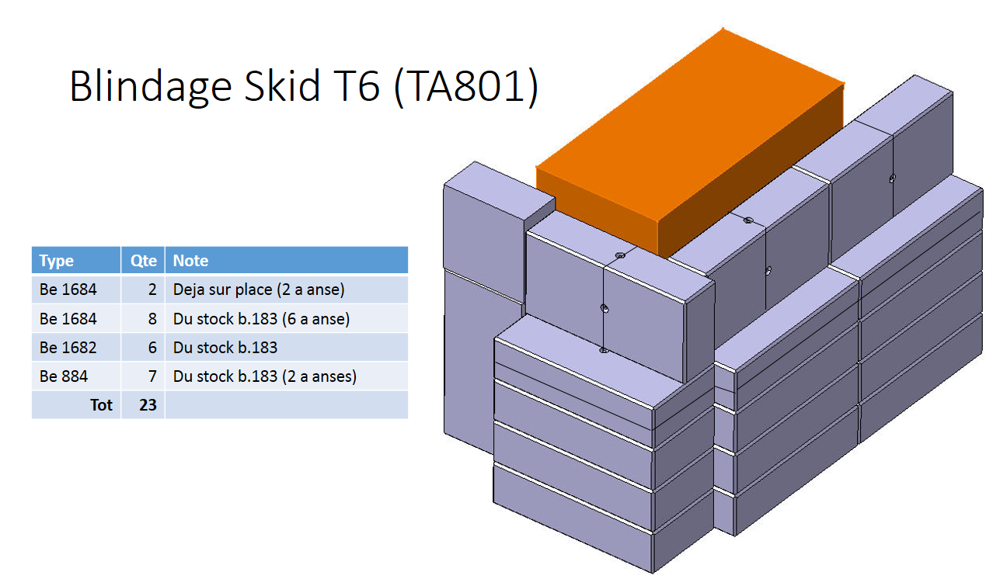 Blindage Skid T6 (TA801)
Type Qte Note
Be 1684 2 Deja sur place (2 a anse)
Be 1684 8 Du stock b.183 (6 a anse)
Be 1682 6 Du stock b.183
Be 884 7 Du stock b.183 (2 a anses)
Tot 23